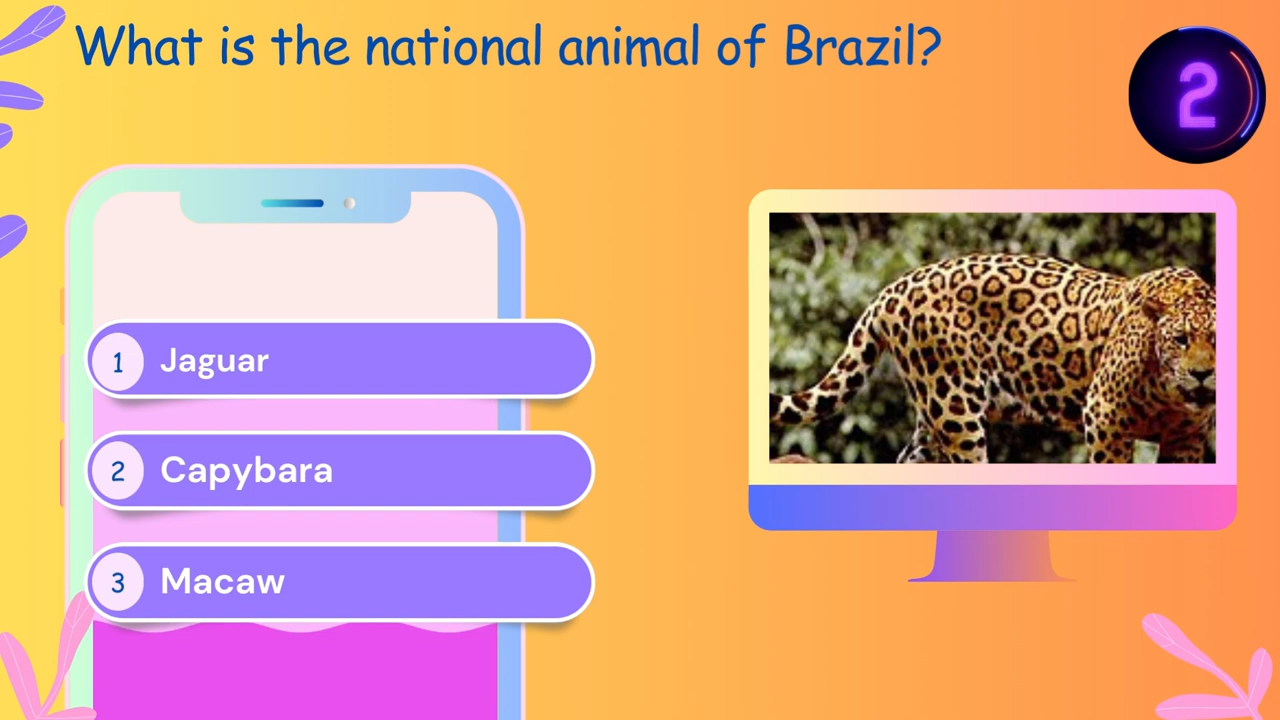 What is the national animal of Brazil?
2
1 Jaguar
2 Capybara
3 Macaw